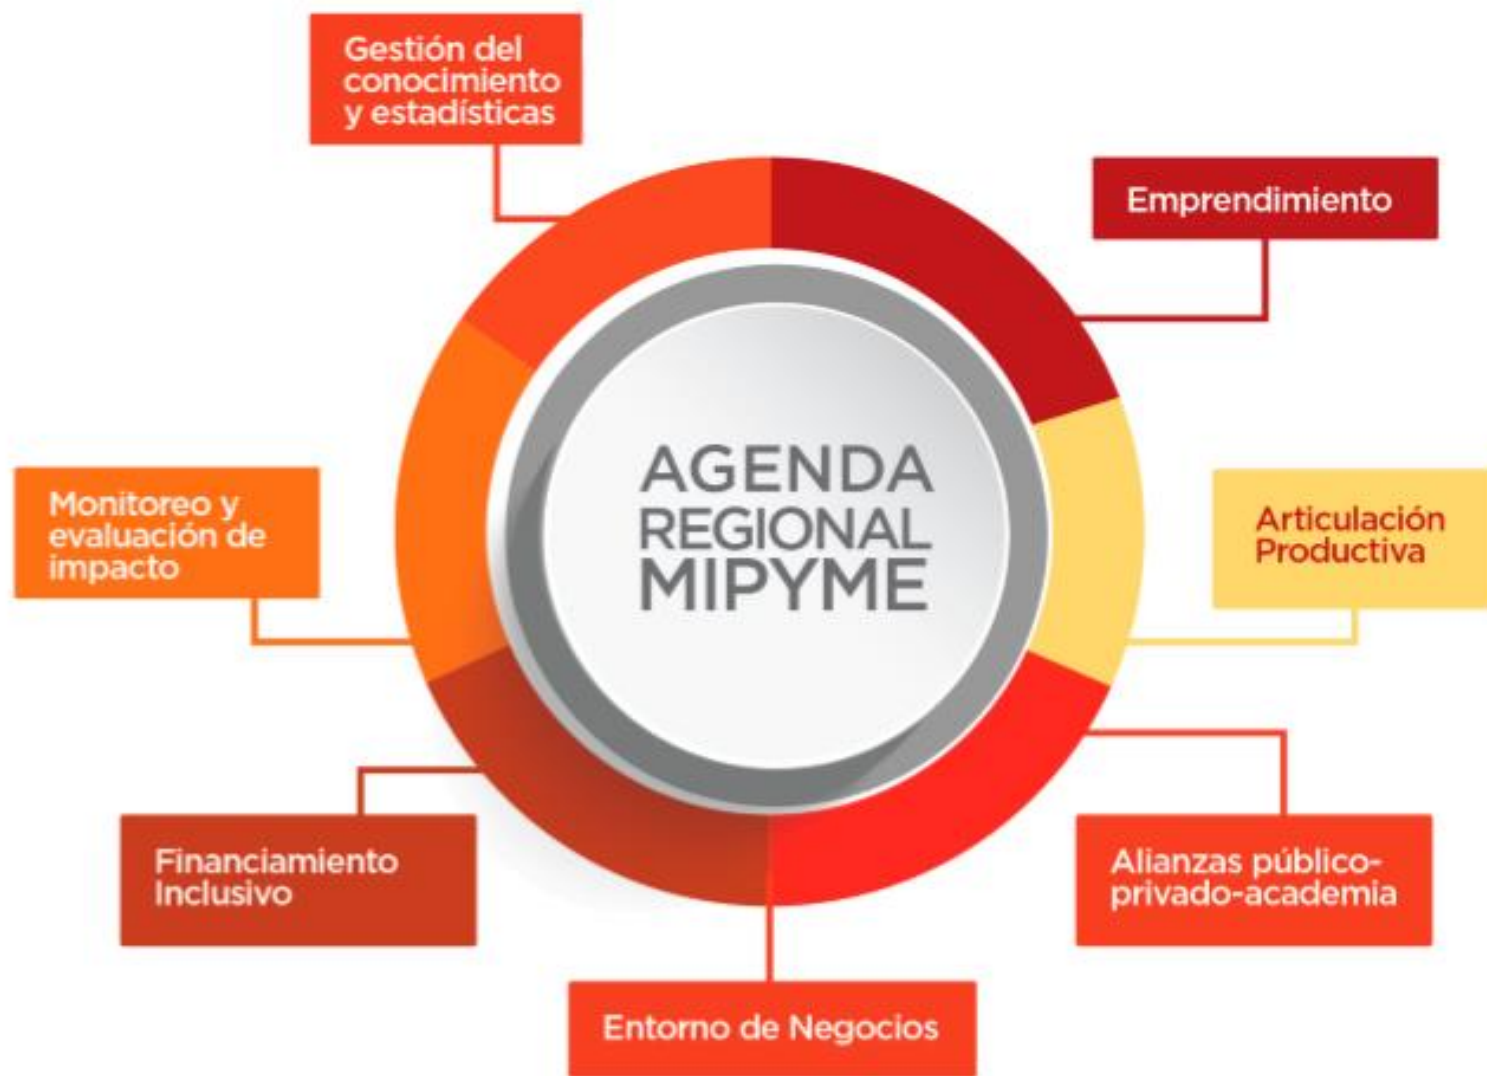 Gestión del
conocimiento
y estadísticas
Emprendimiento
AGENDA
REGIONAL
MIPYME
Monitoreo y
evaluación de
impacto
Articulación
Productiva
Financiamiento
Inclusivo
Alianzas público-
privado-academia
Entorno de Negocios